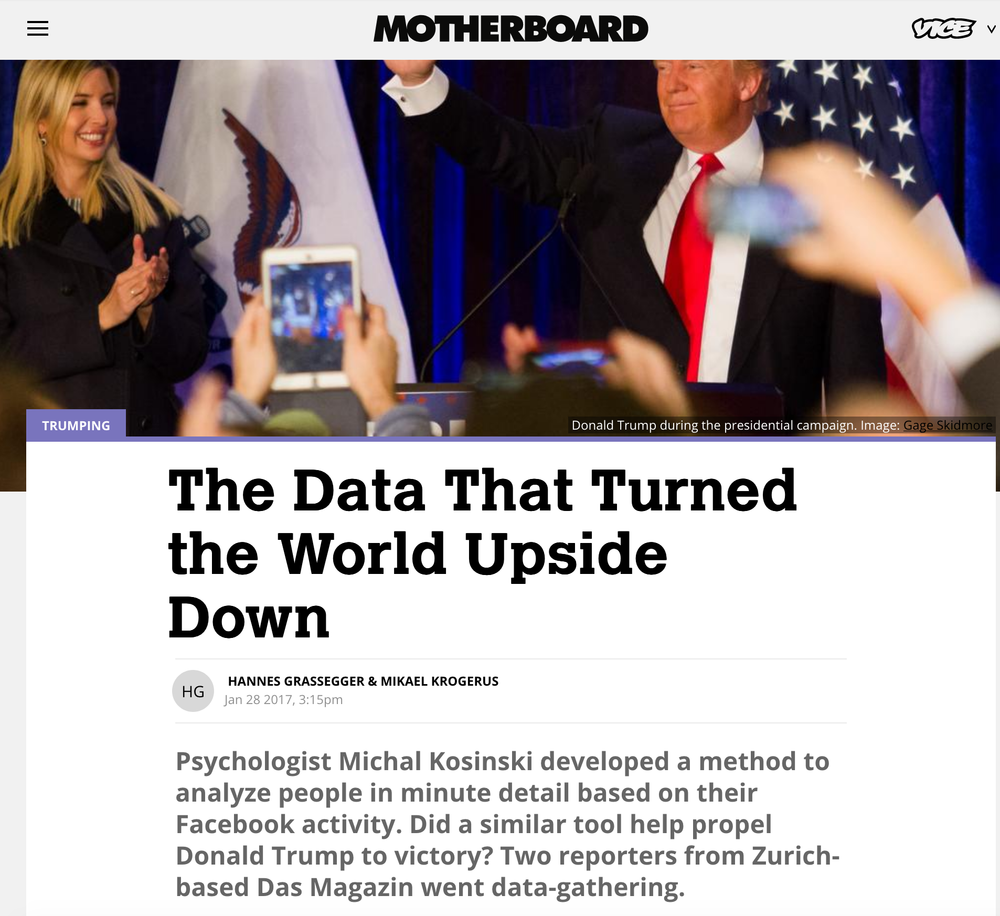 MOTHERBOARD
VICE
TRUMPING
Donald Trump during the presidential campaign. Image: Gage Skidmore
The Data That Turned
the World Upside
Down
HG
HANNES GRASSEGGER & MIKAEL KROGERUS
Jan 28 2017, 3:15pm
Psychologist Michal Kosinski developed a method to
analyze people in minute detail based on their
Facebook activity. Did a similar tool help propel
Donald Trump to victory? Two reporters from Zurich-
based Das Magazin went data-gathering.